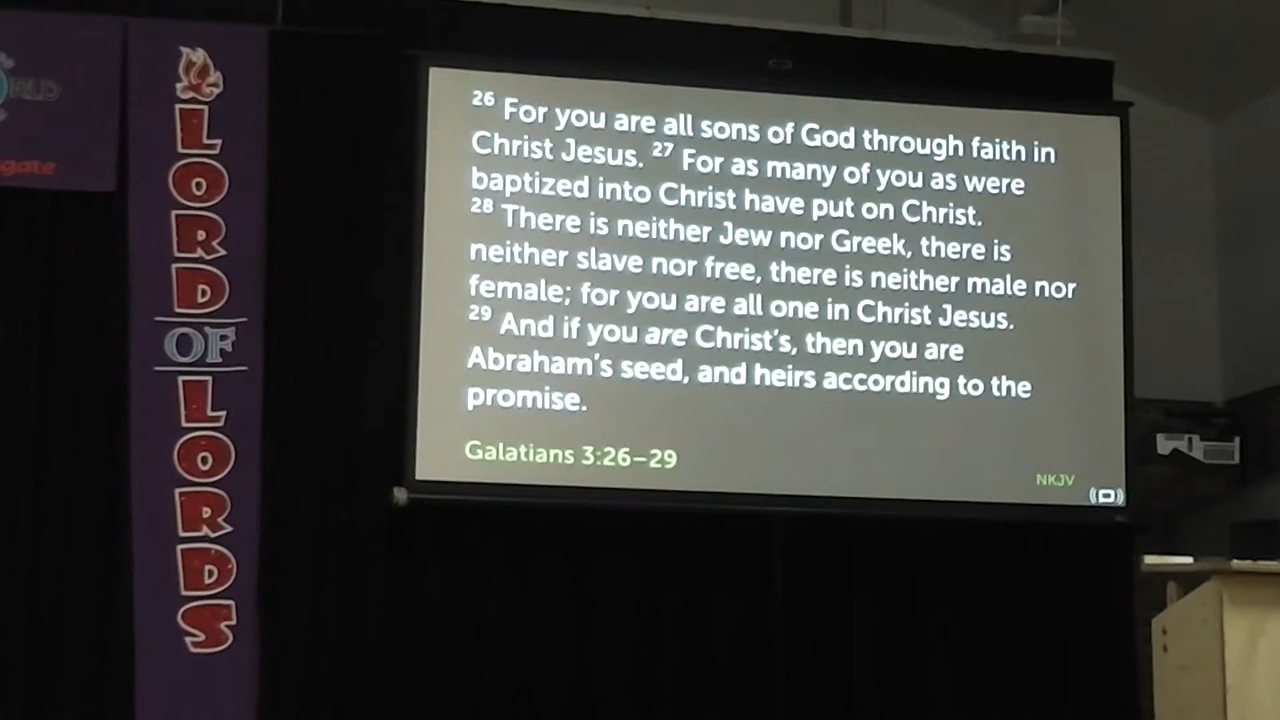 LORD
OF
LORDS
gate
26 For you are all sons of God through faith in
Christ Jesus. 27 For as many of you as were
baptized into Christ have put on Christ.
28 There is neither Jew nor Greek, there is
neither slave nor free, there is neither male nor
female; for you are all one in Christ Jesus.
29 And if you are Christ's, then you are
Abraham's seed, and heirs according to the
promise.
Galatians 3:26–29
NKJV